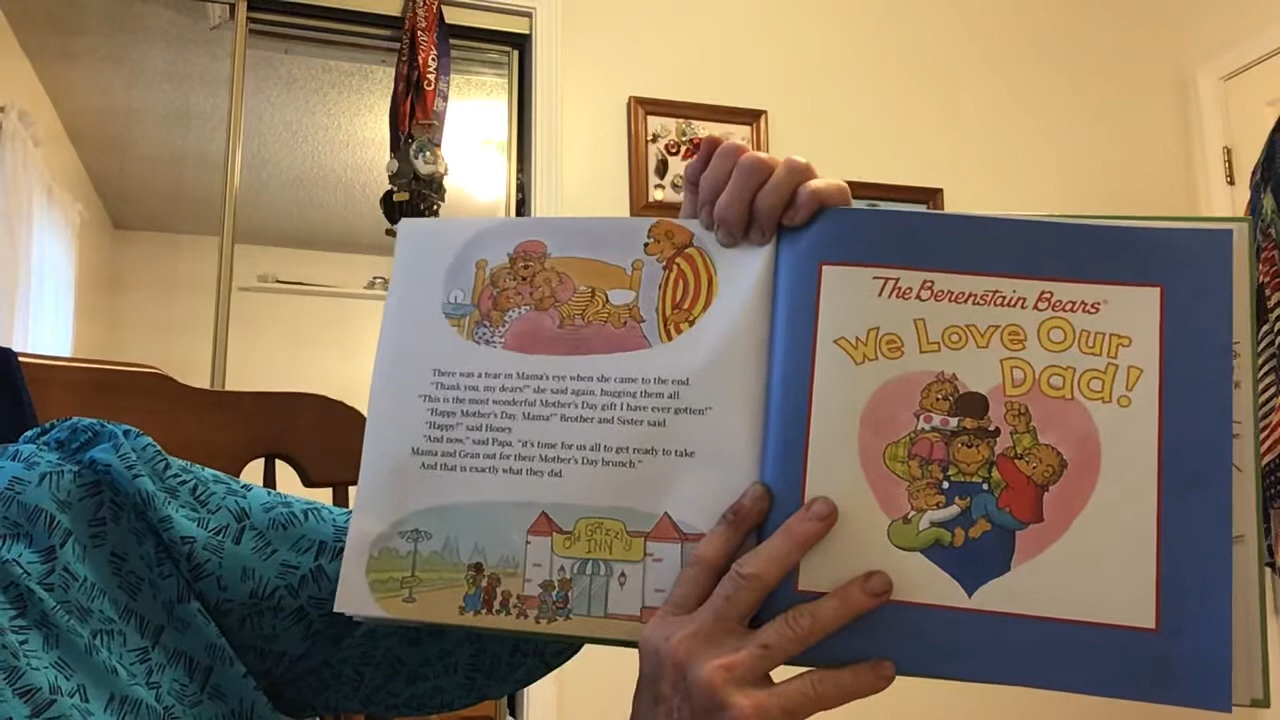 CANDY
There was a tear in Mama's eye when she came to the end.
"Thank you, my dears!" she said again, hugging them all.
"This is the most wonderful Mother's Day gift I have ever gotten!"
"Happy Mother's Day, Mama!" Brother and Sister said.
"Happy!" said Honey.
"And now," said Papa, "it's time for us all to get ready to take
Mama and Gran out for their Mother's Day brunch."
And that is exactly what they did.
Old Grizzly
INN
The Berenstain Bears®
We Love Our
Dad!